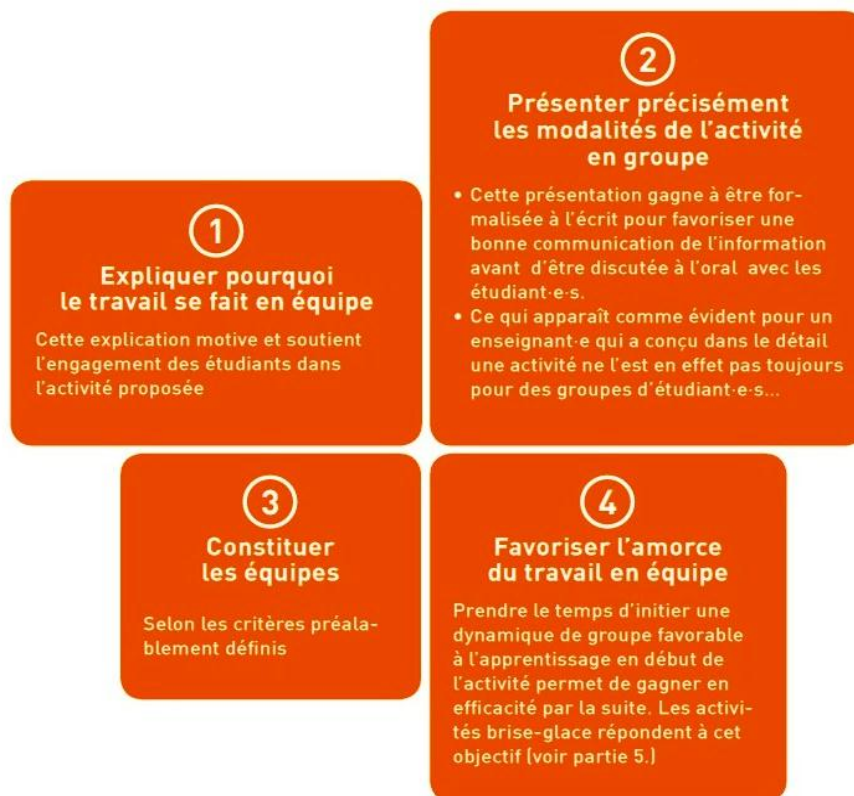 1
Expliquer pourquoi
le travail se fait en équipe
Cette explication motive et soutient
l'engagement des étudiants dans
l'activité proposée
2
Présenter précisément
les modalités de l'activité
en groupe
• Cette présentation gagne à être for-
malisée à l'écrit pour favoriser une
bonne communication de l'information
avant d'être discutée à l'oral avec les
étudiant·e·s.
• Ce qui apparaît comme évident pour un
enseignant·e qui a conçu dans le détail
une activité ne l'est en effet pas toujours
pour des groupes d'étudiant·e·s...
3
Constituer
les équipes
Selon les critères préala-
blement définis
4
Favoriser l'amorce
du travail en équipe
Prendre le temps d'initier une
dynamique de groupe favorable
à l'apprentissage en début de
l'activité permet de gagner en
efficacité par la suite. Les activi-
tés brise-glace répondent à cet
objectif (voir partie 5.)